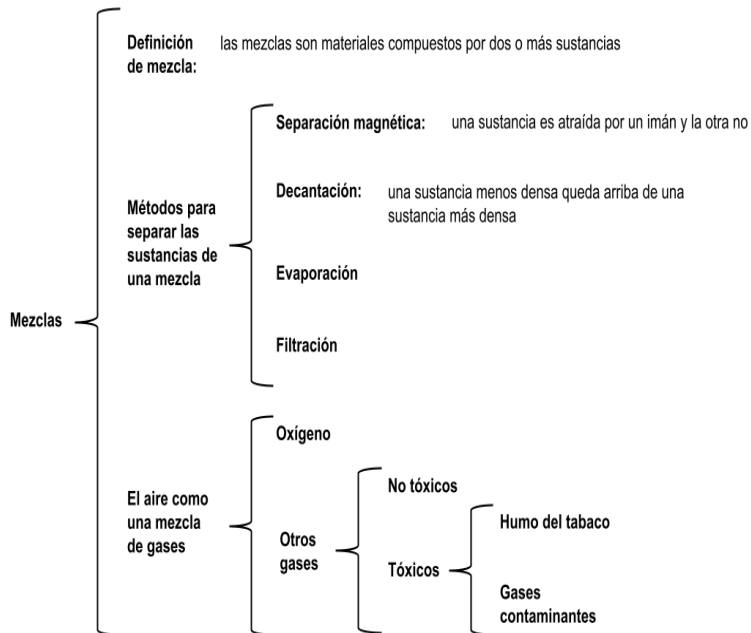 Mezclas
Definición
de mezcla:
las mezclas son materiales compuestos por dos o más sustancias
Métodos para
separar las
sustancias de
una mezcla
Separación magnética:
una sustancia es atraída por un imán y la otra no
Decantación:
una sustancia menos densa queda arriba de una
sustancia más densa
Evaporación
Filtración
El aire como
una mezcla
de gases
Oxígeno
Otros
gases
No tóxicos
Tóxicos
Humo del tabaco
Gases
contaminantes